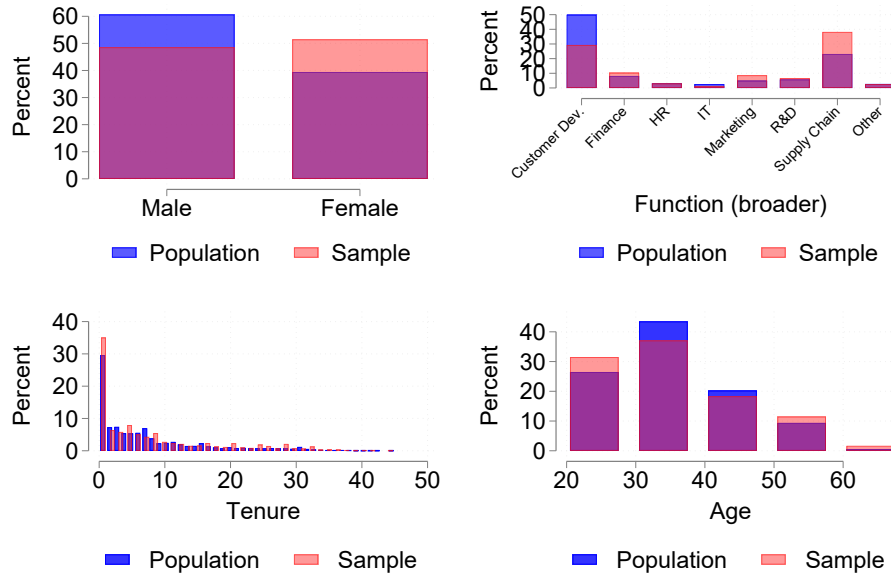 Percent
60
50
40
30
20
10
0
Male Female
Population Sample
Percent
50
40
30
20
10
0
Customer Dev. Finance HR IT Marketing R&D Supply Chain Other
Function (broader)
Population Sample
Percent
40
30
20
10
0
0 10 20 30 40 50
Tenure
Population Sample
Percent
40
30
20
10
0
20 30 40 50 60
Age
Population Sample